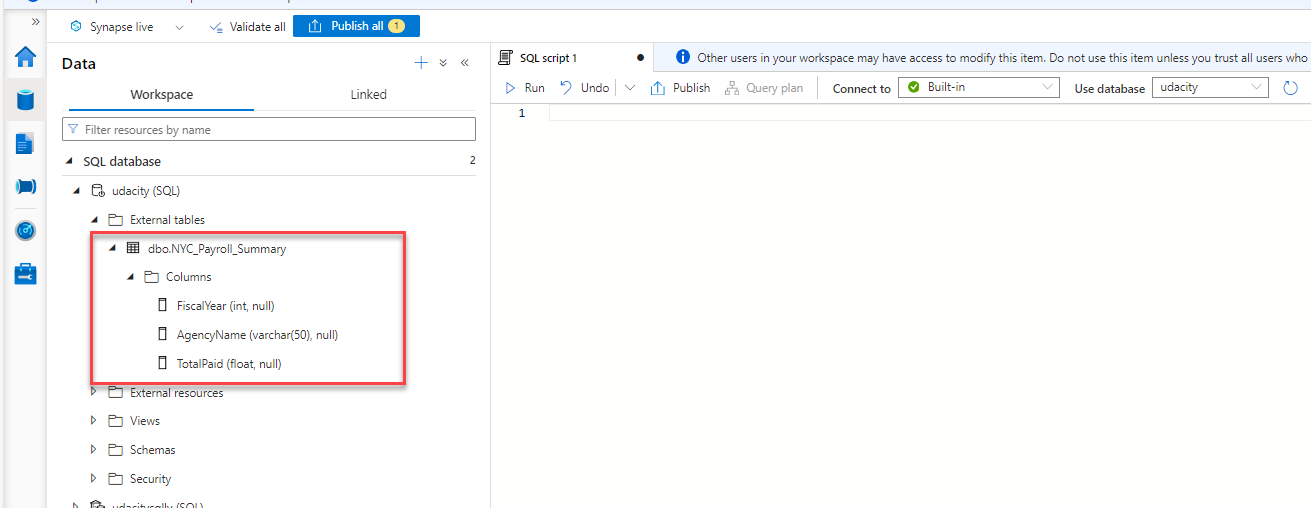 Synapse live
Validate all
Publish all
1
Data
Workspace
Linked
Filter resources by name
SQL database
2
udacity (SQL)
External tables
dbo.NYC_Payroll_Summary
Columns
FiscalYear (int, null)
AgencyName (varchar(50), null)
TotalPaid (float, null)
External resources
Views
Schemas
Security
SQL script 1
Other users in your workspace may have access to modify this item. Do not use this item unless you trust all users who
Run
Undo
Publish
Query plan
Connect to
Built-in
Use database
udacity
1